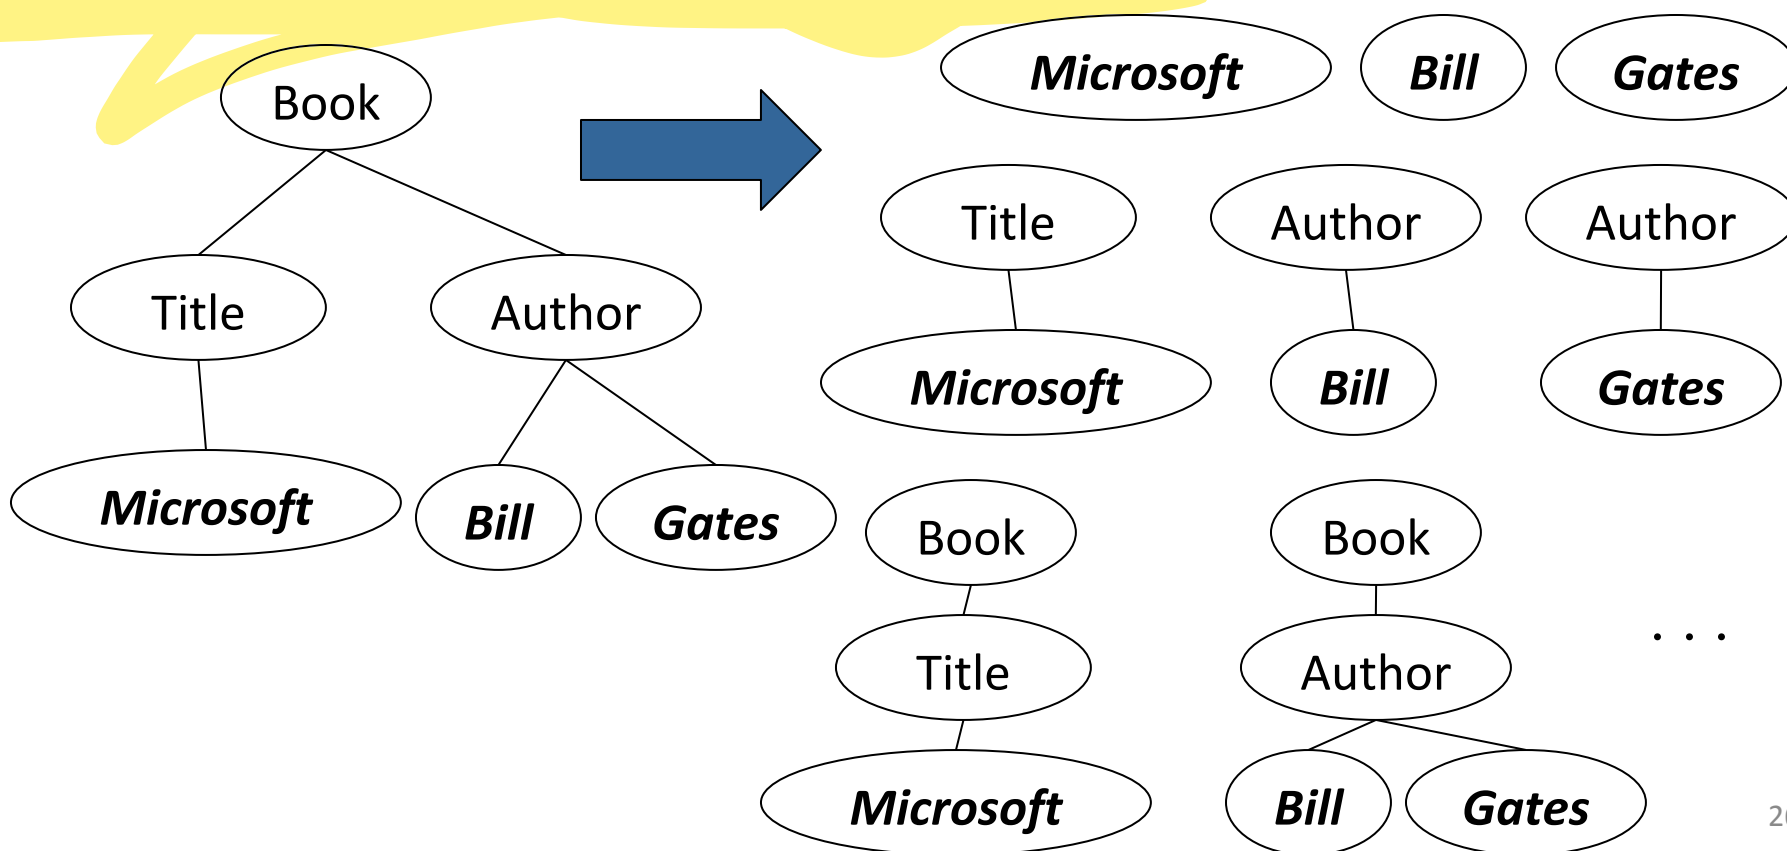 Microsoft Bill Gates
Book
Title Author Author
Title Author
Microsoft Bill Gates
Microsoft Bill Gates
Book Book
Title Author
. . .
Microsoft Bill Gates